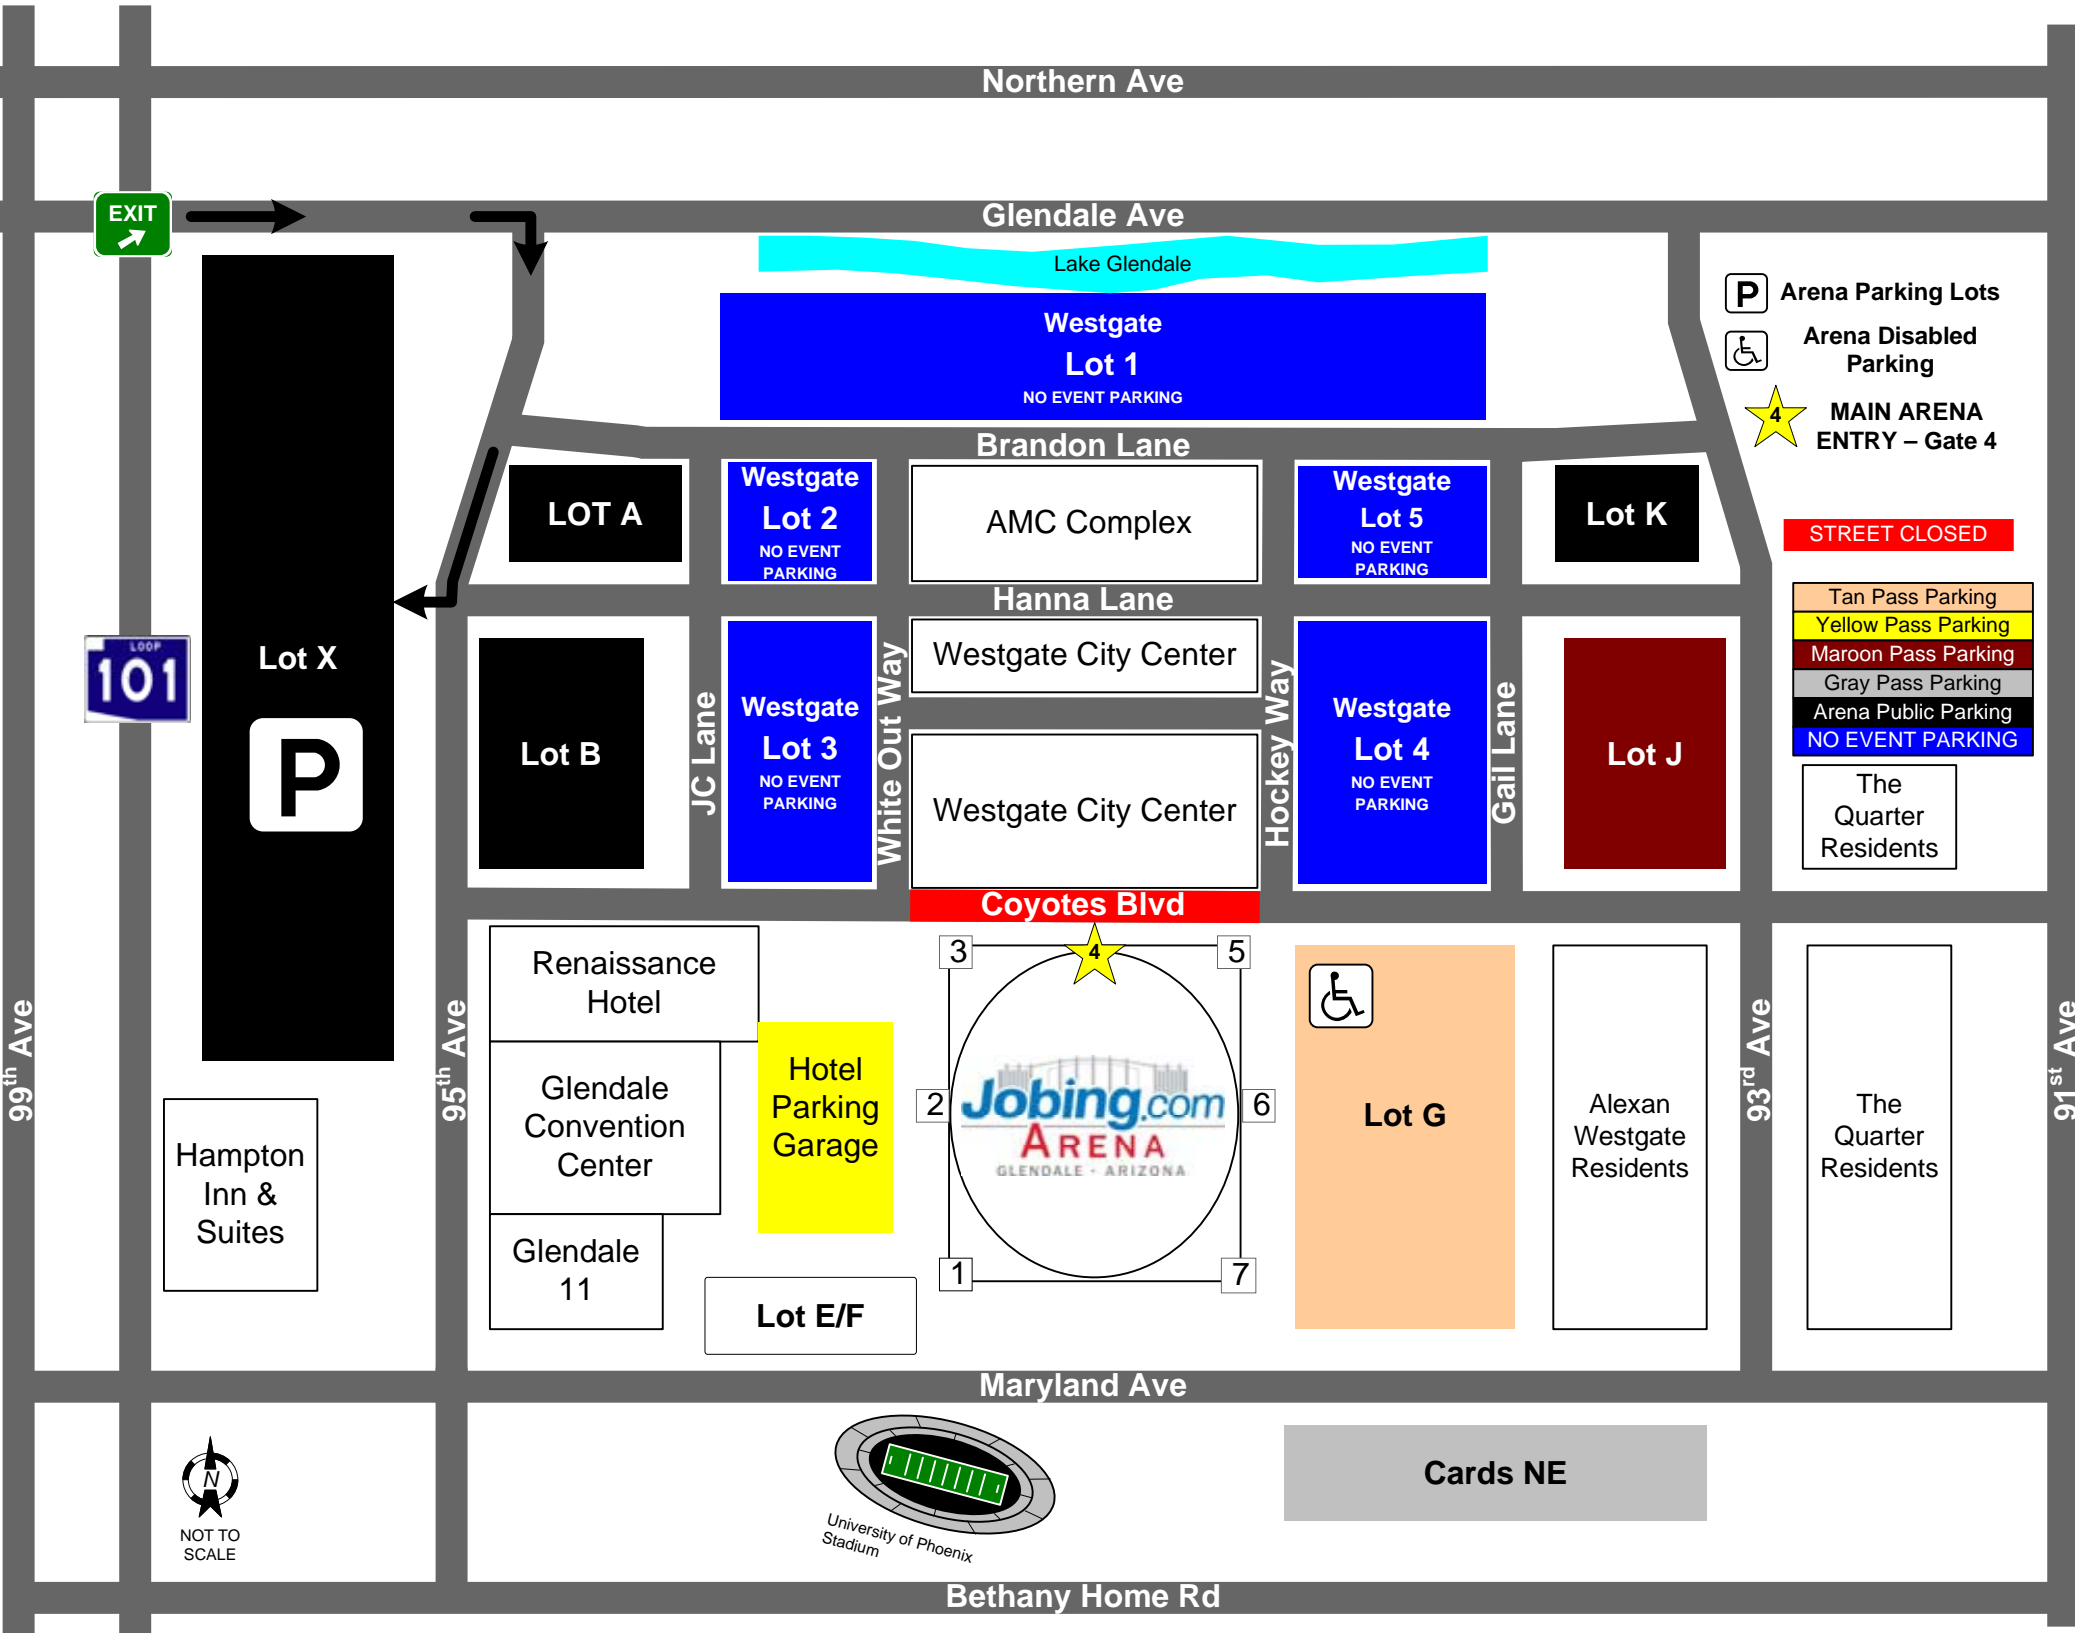 Northern Ave
EXIT
Glendale Ave
Lake Glendale
Westgate
Lot 1
NO EVENT PARKING
P
Arena Parking Lots
Arena Disabled
Parking
4
MAIN ARENA
ENTRY – Gate 4
Brandon Lane
LOT A
Westgate
Lot 2
NO EVENT
PARKING
AMC Complex
Westgate
Lot 5
NO EVENT
PARKING
Lot K
STREET CLOSED
Hanna Lane
Tan Pass Parking
Yellow Pass Parking
Maroon Pass Parking
Gray Pass Parking
Arena Public Parking
NO EVENT PARKING
LOOP
101
Lot X
P
Lot B
JC Lane
Westgate
Lot 3
NO EVENT
PARKING
White Out Way
Westgate City Center
Westgate City Center
Hockey Way
Westgate
Lot 4
NO EVENT
PARKING
Gail Lane
Lot J
The
Quarter
Residents
Coyotes Blvd
99th Ave
95th Ave
Renaissance
Hotel
Glendale
Convention
Center
Glendale
11
Hotel
Parking
Garage
3
4
5
2
6
1
7
Jobing.com
ARENA
GLENDALE - ARIZONA
Lot G
Alexan
Westgate
Residents
93rd Ave
The
Quarter
Residents
91st Ave
Hampton
Inn &
Suites
Lot E/F
Maryland Ave
N
NOT TO
SCALE
University of Phoenix
Stadium
Cards NE
Bethany Home Rd